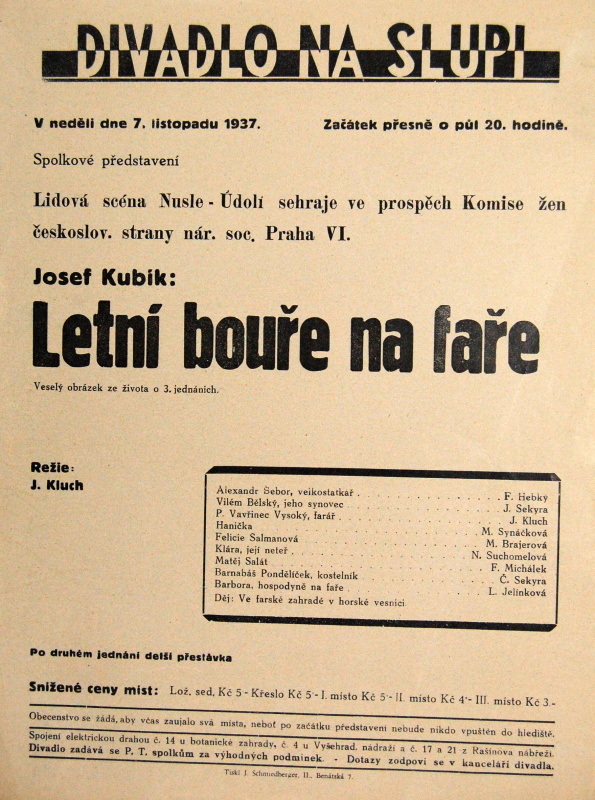 DIVADLO NA SLUPI
V neděli dne 7. listopadu 1937. Začátek přesně o půl 20. hodině.
Spolkové představení
Lidová scéna Nusle - Údolí sehraje ve prospěch Komise žen
českoslov. strany nár. soc. Praha VI.
Josef Kubík:
Letní bouře na faře
Veselý obrázek ze života o 3. jednáních.
Režie:
J. Kluch
Alexandr Šebor, velkostatkář . . . . . . . . . . . F. Hebký
Vilém Bělský, jeho synovec . . . . . . . . . . . J. Sekyra
P. Vavřinec Vysoký, farář . . . . . . . . . . . J. Kluch
Hanička . . . . . . . . . . . M. Synáčková
Felicie Salmanová . . . . . . . . . . . M. Brajerová
Klára, její neteř . . . . . . . . . . . N. Suchomelová
Matěj Salát . . . . . . . . . . . F. Michálek
Barnabáš Pondělíček, kostelník . . . . . . . . . . . Č. Sekyra
Barbora, hospodyně na faře . . . . . . . . . . . L. Jelínková
Děj: Ve farské zahradě v horské vesnici
Po druhém jednání delší přestávka
Snížené ceny míst: Lož. sed, Kč 5 - Křeslo Kč 5 - I. místo Kč 5 - II. místo Kč 4 - III. místo Kč 3.-
Obecenstvo se žádá, aby včas zaujalo svá místa, neboť po začátku představení nebude nikdo vpuštěn do hlediště.
Spojení elektrickou drahou č. 14 u botanické zahrady, č. 4 u Vyšehrad. nádraží a č. 17 a 21 z Rašínova nábřeží.
Divadlo zadává se P. T. spolkům za výhodných podmínek. - Dotazy zodpoví se v kanceláři divadla.
Tiskl J. Schmiedberger, II., Benátská 7.